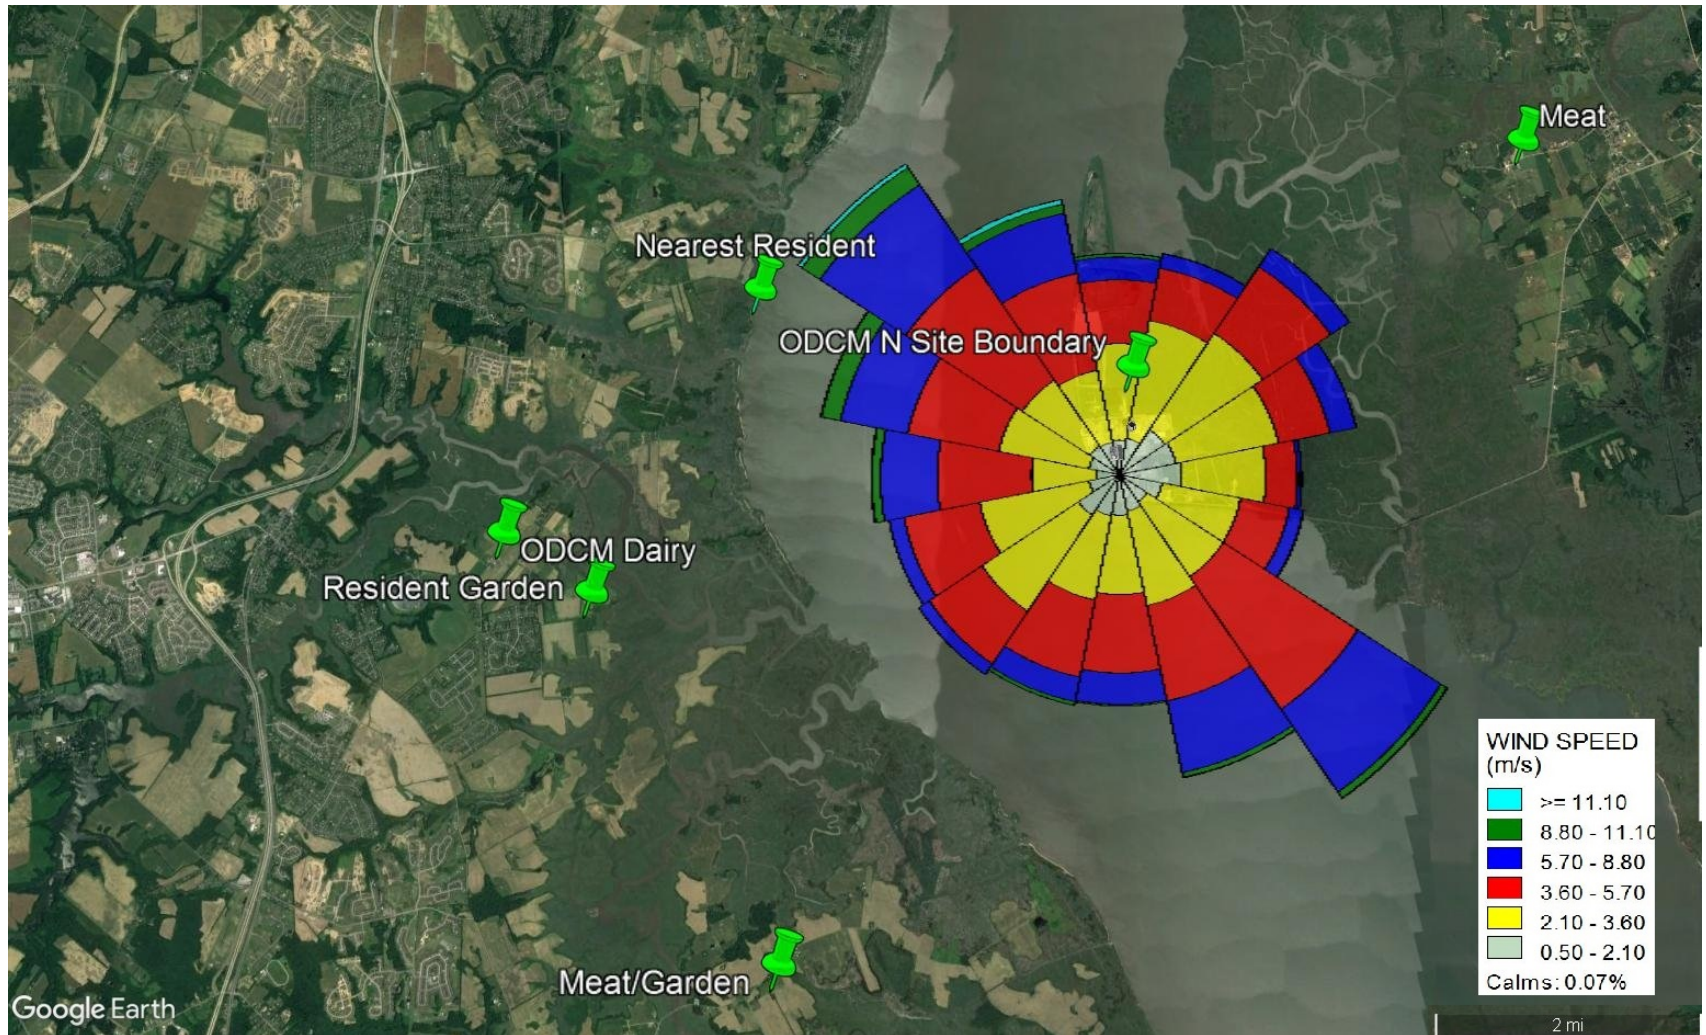 Meat
Nearest Resident
ODCM N Site Boundary
ODCM Dairy
Resident Garden
Meat/Garden
WIND SPEED
(m/s)
>= 11.10
8.80 - 11.10
5.70 - 8.80
3.60 - 5.70
2.10 - 3.60
0.50 - 2.10
Calms: 0.07%
Google Earth
2 mi